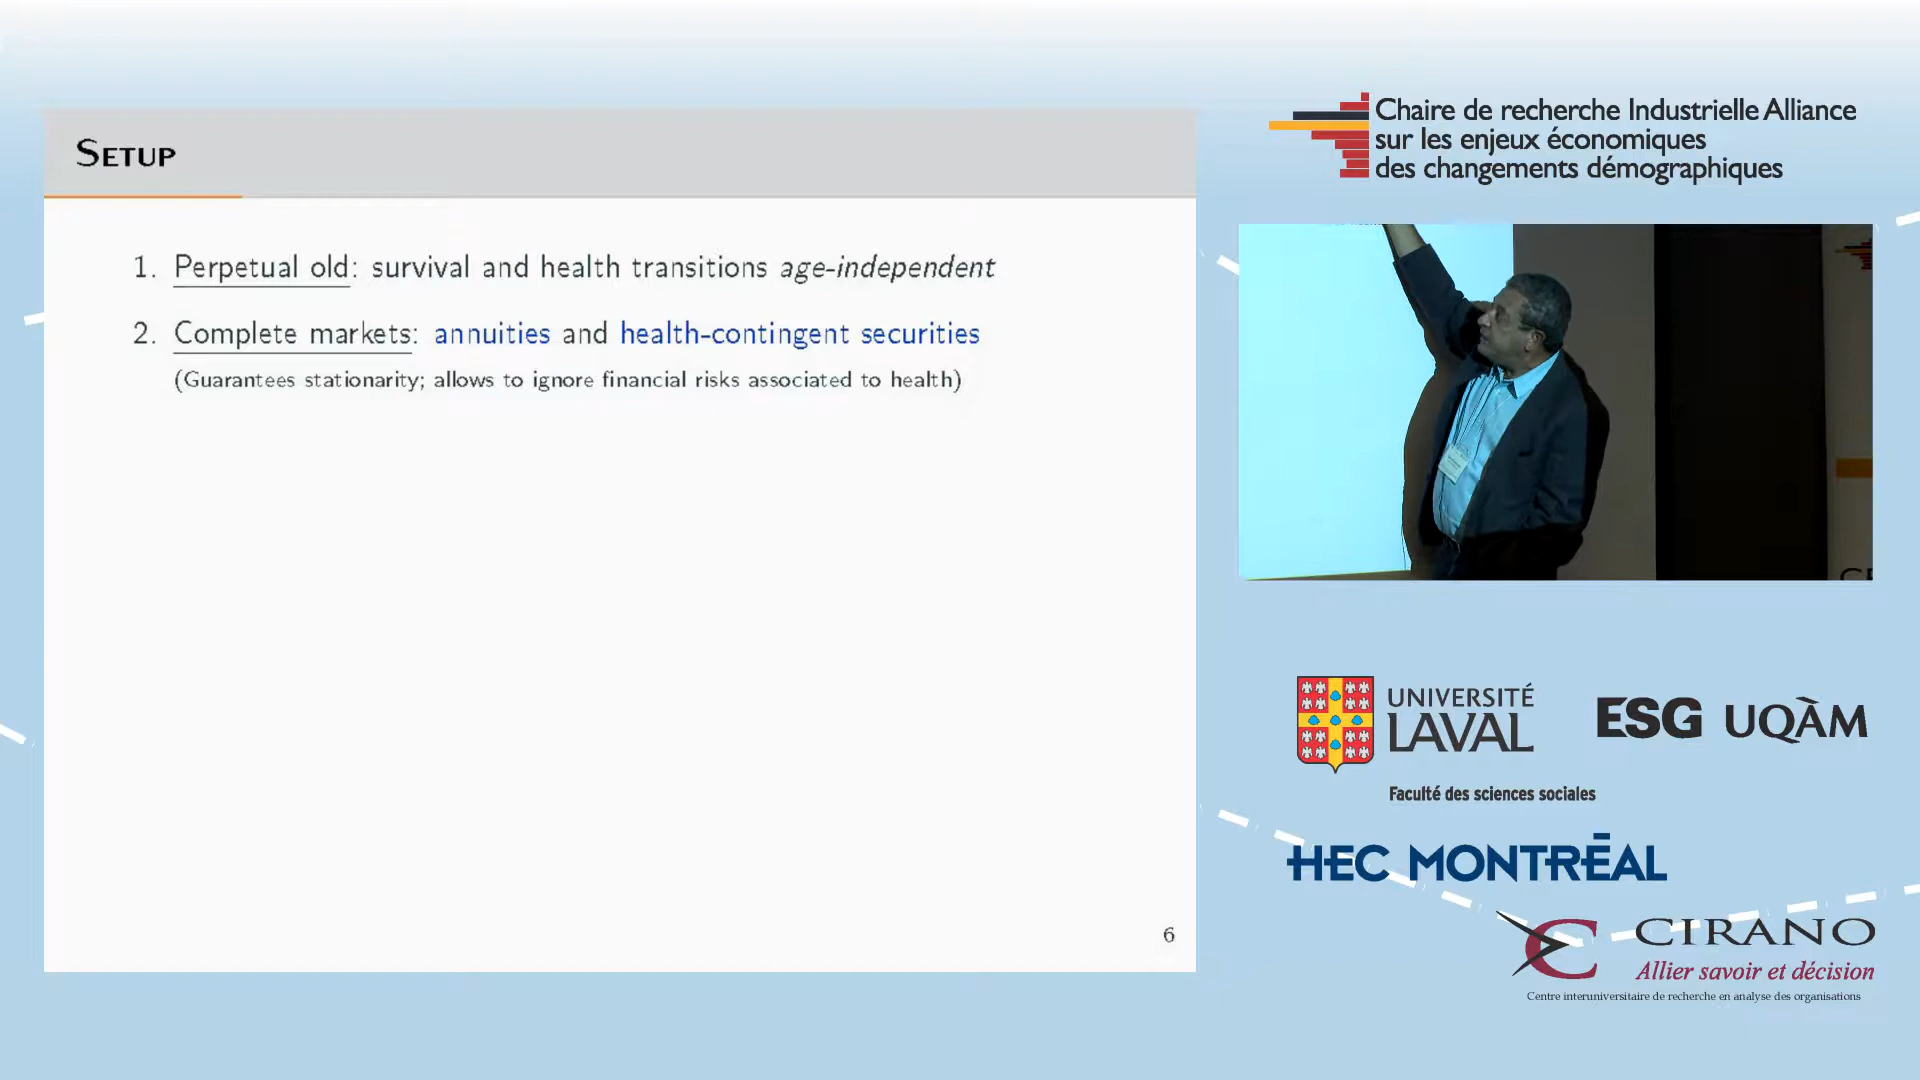 SETUP
1. Perpetual old: survival and health transitions age-independent
2. Complete markets: annuities and health-contingent securities
(Guarantees stationarity; allows to ignore financial risks associated to health)
6
Chaire de recherche Industrielle Alliance
sur les enjeux économiques
des changements démographiques
UNIVERSITÉ
LAVAL
Faculté des sciences sociales
ESG UQÀM
HEC MONTRÉAL
CIRANO
Allier savoir et décision
Centre interuniversitaire de recherche en analyse des organisations